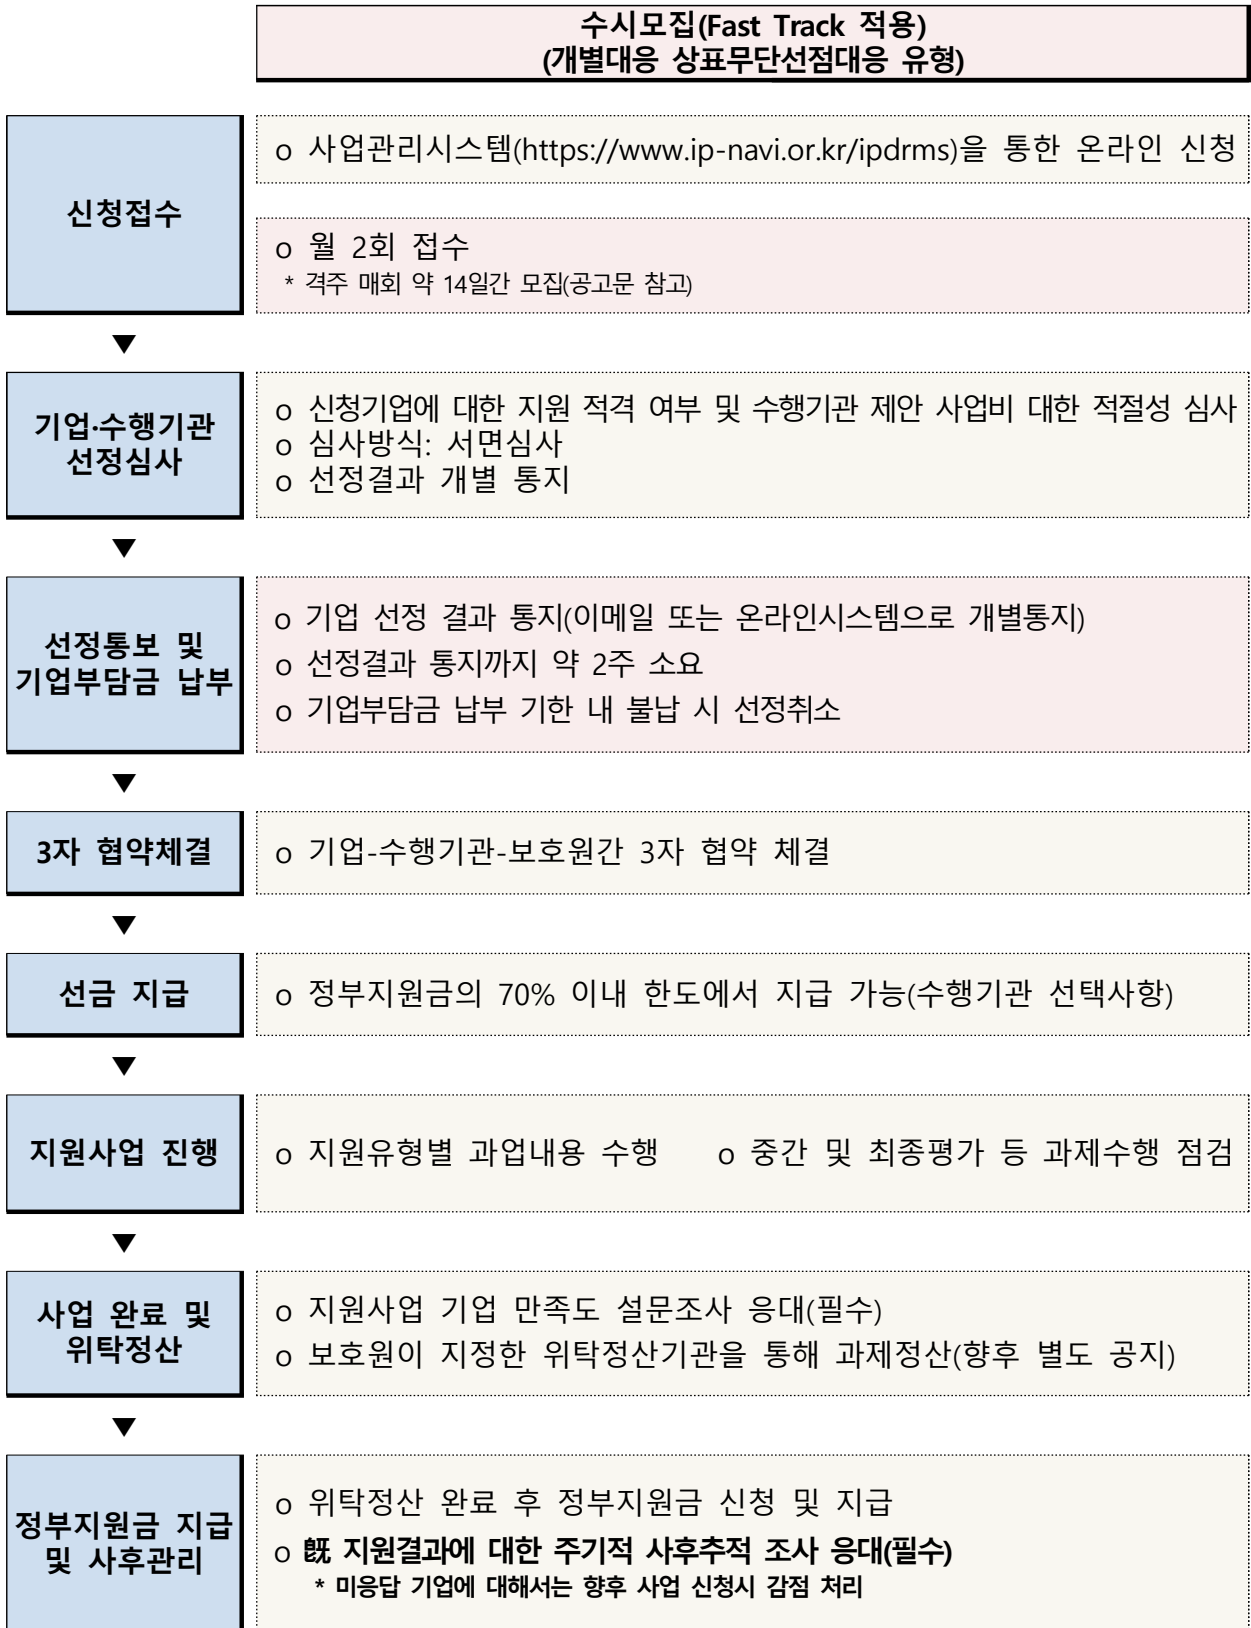 수시모집(Fast Track 적용)
(개별대응 상표무단선점대응 유형)
신청접수
o 사업관리시스템(https://www.ip-navi.or.kr/ipdrms)을 통한 온라인 신청
o 월 2회 접수
* 격주 매회 약 14일간 모집(공고문 참고)
▼
기업·수행기관
선정심사
o 신청기업에 대한 지원 적격 여부 및 수행기관 제안 사업비 대한 적절성 심사
o 심사방식: 서면심사
o 선정결과 개별 통지
▼
선정통보 및
기업부담금 납부
o 기업 선정 결과 통지(이메일 또는 온라인시스템으로 개별통지)
o 선정결과 통지까지 약 2주 소요
o 기업부담금 납부 기한 내 불납 시 선정취소
▼
3자 협약체결
o 기업-수행기관-보호원간 3자 협약 체결
▼
선금 지급
o 정부지원금의 70% 이내 한도에서 지급 가능(수행기관 선택사항)
▼
지원사업 진행
o 지원유형별 과업내용 수행 o 중간 및 최종평가 등 과제수행 점검
▼
사업 완료 및
위탁정산
o 지원사업 기업 만족도 설문조사 응대(필수)
o 보호원이 지정한 위탁정산기관을 통해 과제정산(향후 별도 공지)
▼
정부지원금 지급
및 사후관리
o 위탁정산 완료 후 정부지원금 신청 및 지급
o 旣 지원결과에 대한 주기적 사후추적 조사 응대(필수)
* 미응답 기업에 대해서는 향후 사업 신청시 감점 처리